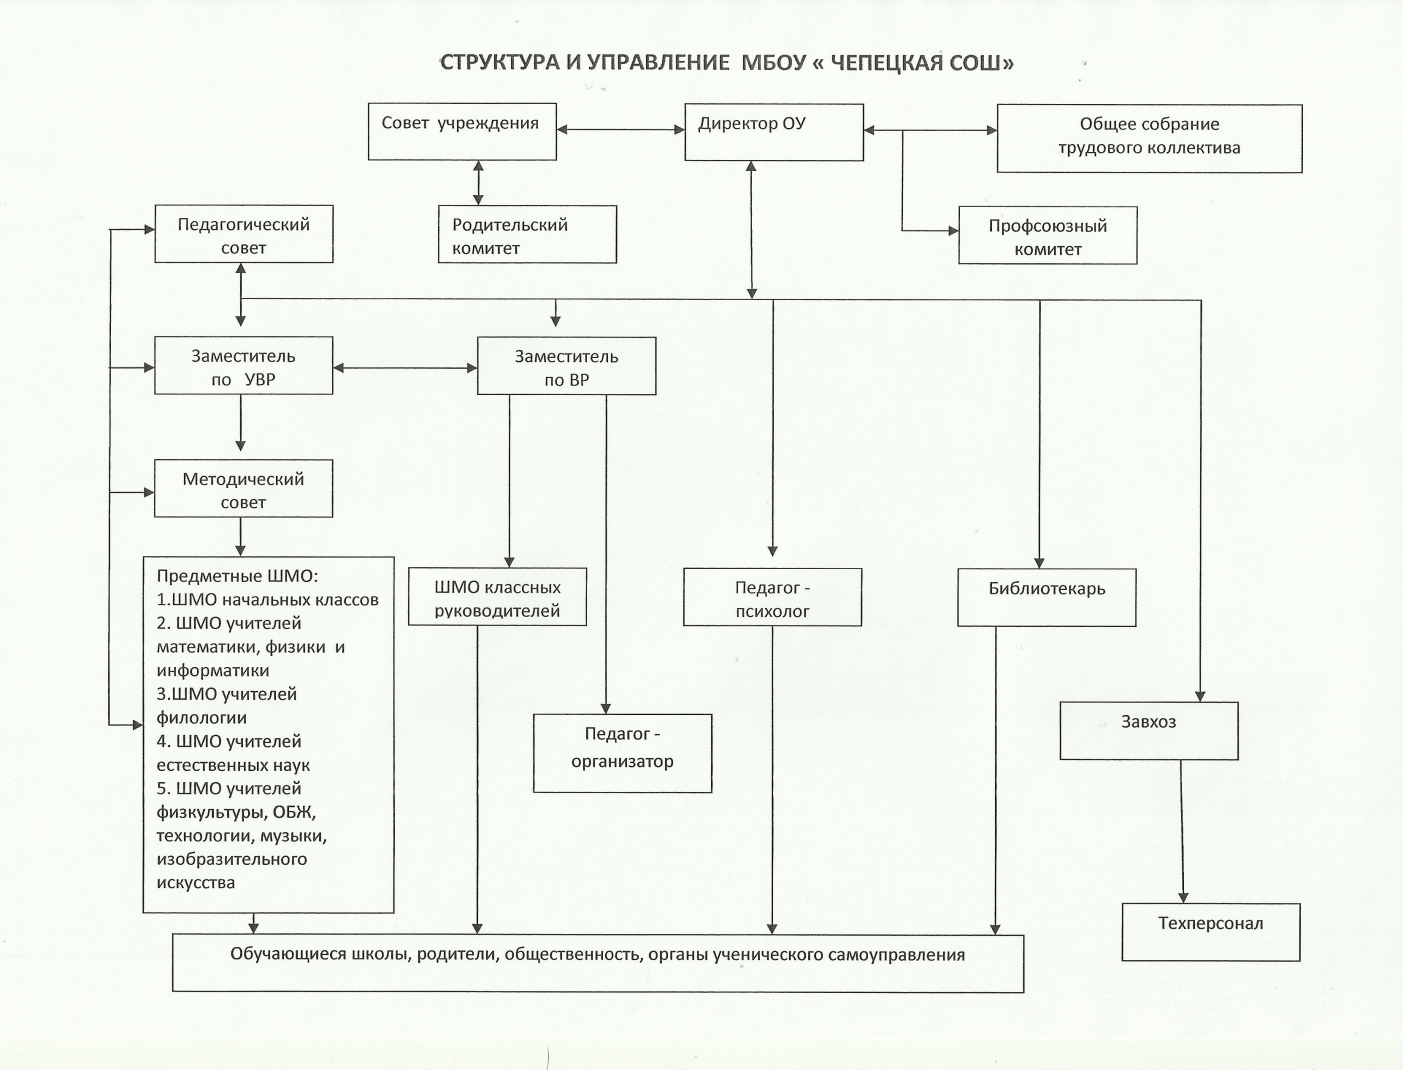 СТРУКТУРА И УПРАВЛЕНИЕ МБОУ « ЧЕПЕЦКАЯ СОШ»
Совет учреждения
Директор ОУ
Общее собрание
трудового коллектива
Педагогический
совет
Родительский
комитет
Профсоюзный
комитет
Заместитель
по УВР
Заместитель
по ВР
Методический
совет
Предметные ШМО:
1.ШМО начальных классов
2. ШМО учителей
математики, физики и
информатики
3.ШМО учителей
филологии
4. ШМО учителей
естественных наук
5. ШМО учителей
физкультуры, ОБЖ,
технологии, музыки,
изобразительного
искусства
ШМО классных
руководителей
Педагог -
психолог
Библиотекарь
Педагог -
организатор
Завхоз
Техперсонал
Обучающиеся школы, родители, общественность, органы ученического самоуправления